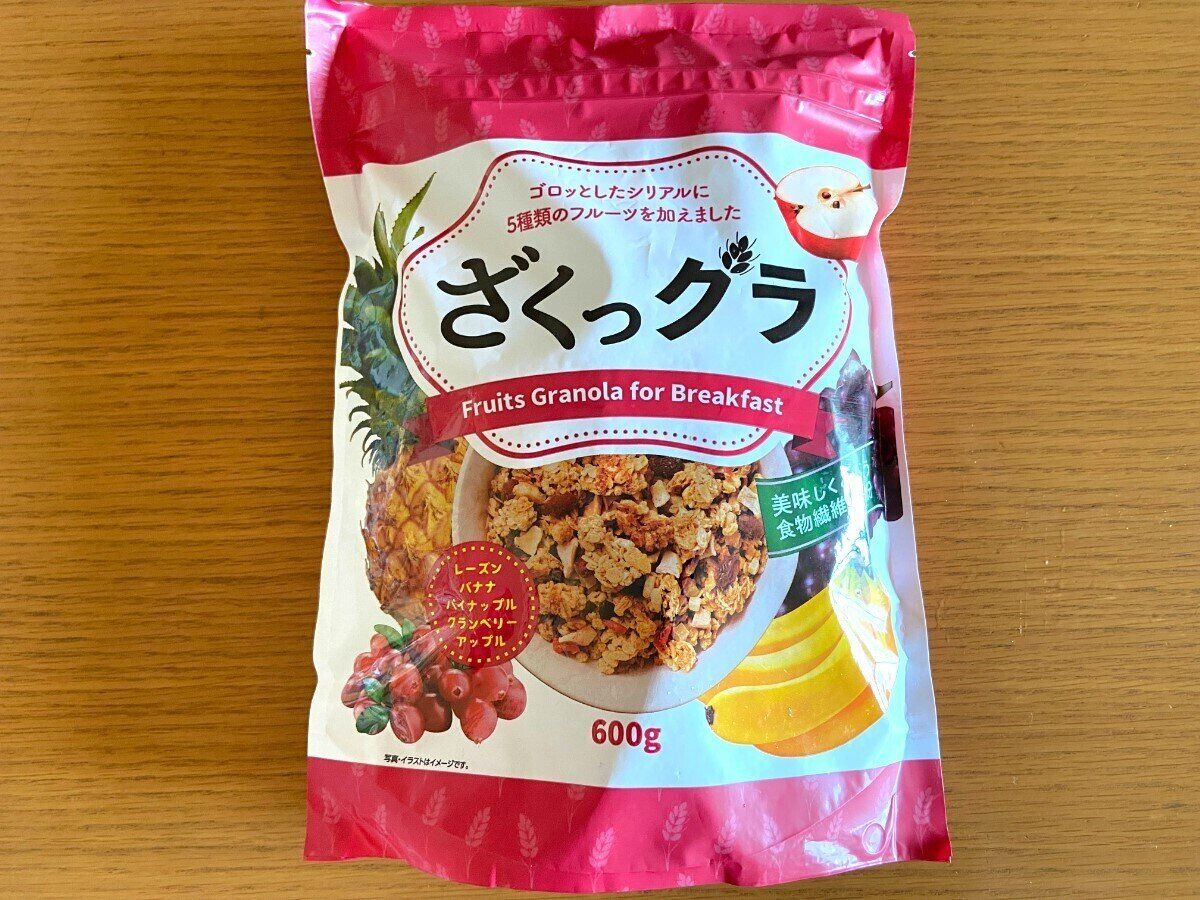 ゴロッとしたシリアルに
5種類のフルーツを加えました
ざくっグラ
Fruits Granola for Breakfast
美味しく
食物繊維
レーズン
バナナ
パイナップル
クランベリー
アップル
600g
写真・イラストはイメージです。